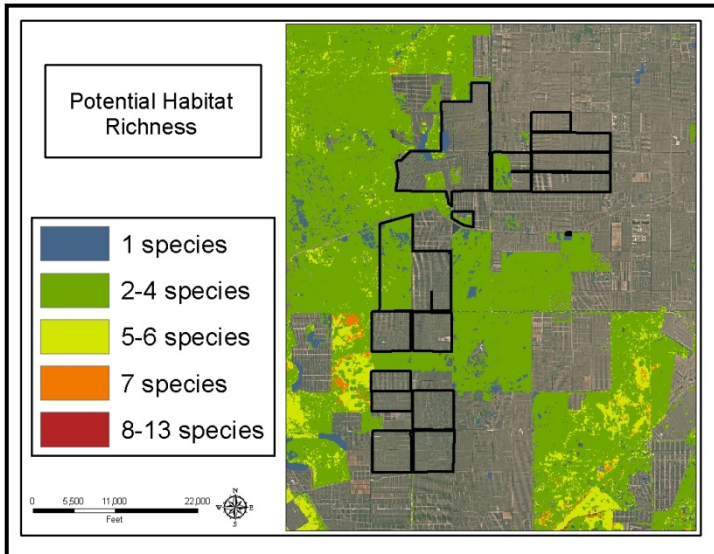 Potential Habitat
Richness
1 species
2-4 species
5-6 species
7 species
8-13 species
0 5,500 11,000 22,000
Feet
N
W E
S